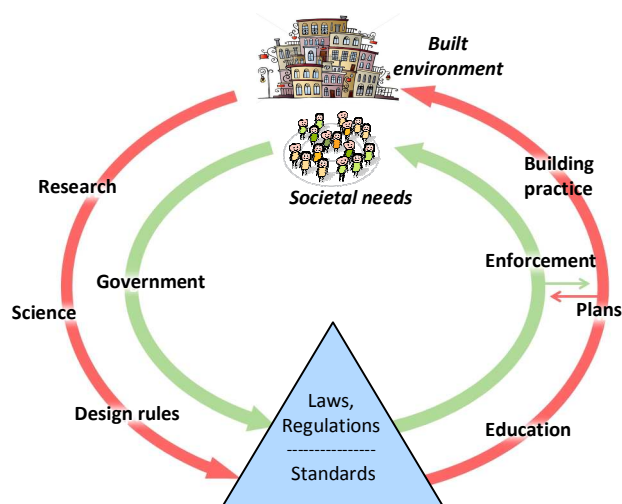 Built
environment
Societal needs
Research
Government
Science
Design rules
Building
practice
Enforcement
Plans
Education
Laws,
Regulations
----------------
Standards